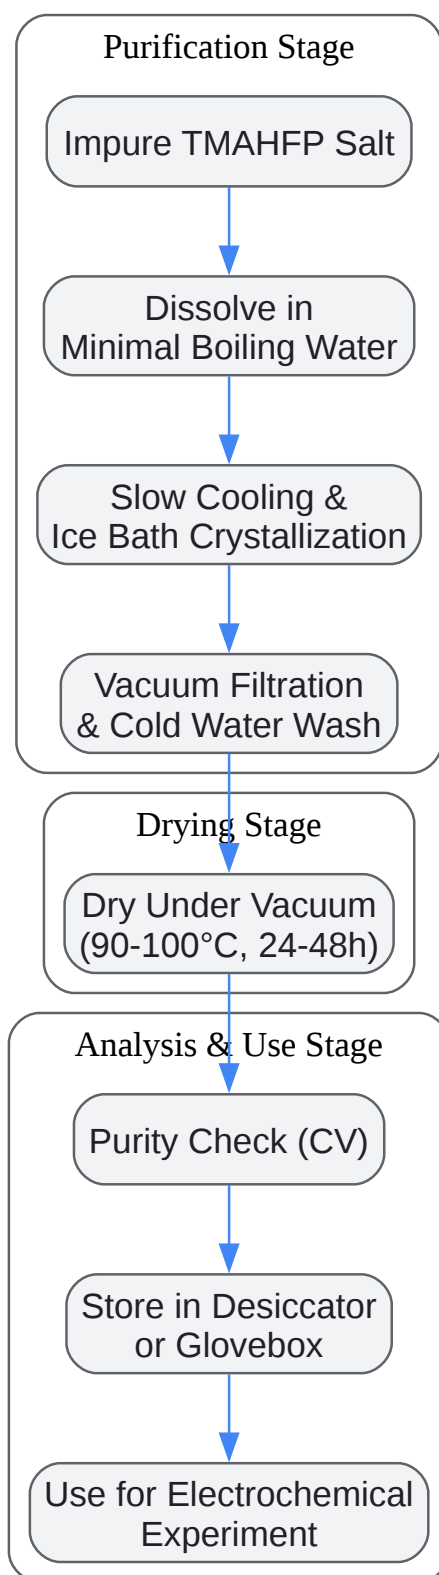 Purification Stage
Impure TMAHFP Salt
Dissolve in
Minimal Boiling Water
Slow Cooling &
Ice Bath Crystallization
Vacuum Filtration
& Cold Water Wash
Drying Stage
Dry Under Vacuum
(90-100°C, 24-48h)
Analysis & Use Stage
Purity Check (CV)
Store in Desiccator
or Glovebox
Use for Electrochemical
Experiment